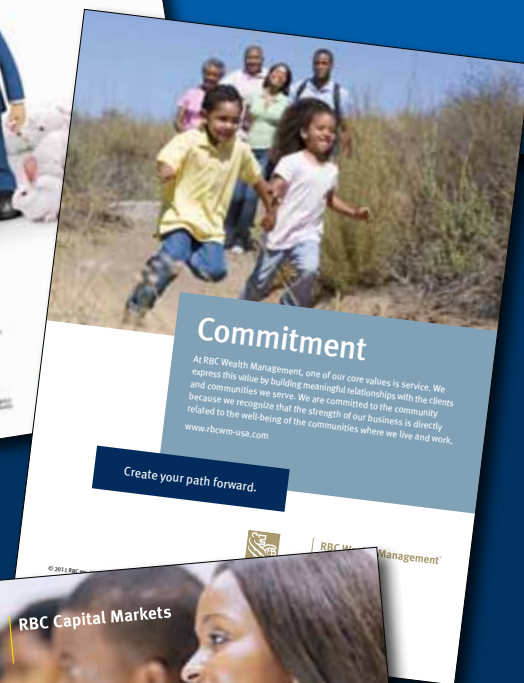 Commitment
At RBC Wealth Management, one of our core values is service. We
express this value by building meaningful relationships with the clients
and communities we serve. We are committed to the community
because we recognize that the strength of our business is directly
related to the well-being of the communities where we live and work.
www.rbcwm-usa.com
Create your path forward.
RBC Management
© 2011 RBC
RBC Capital Markets